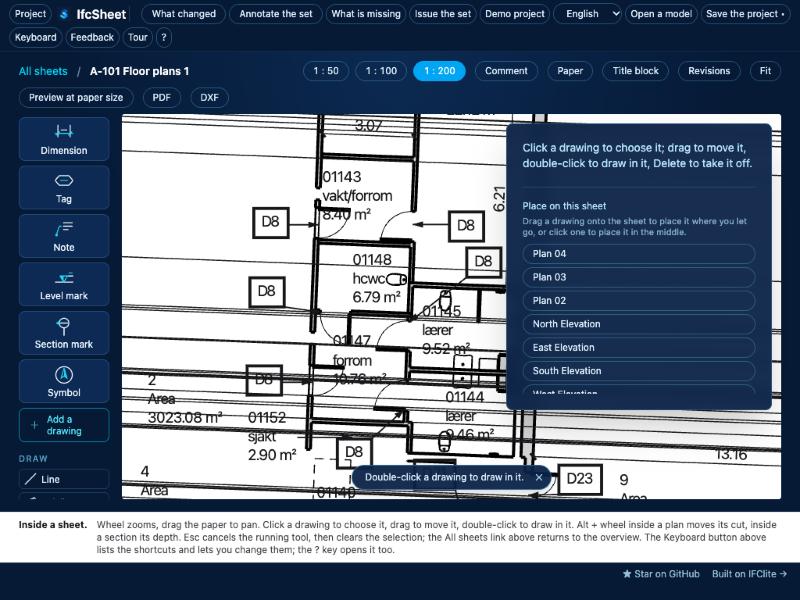 Project
IfcSheet
What changed
Annotate the set
What is missing
Issue the set
Demo project
English
Open a model
Save the project •
Keyboard
Feedback
Tour
?
All sheets / A-101 Floor plans 1
1 : 50
1 : 100
1 : 200
Comment
Paper
Title block
Revisions
Fit
Preview at paper size
PDF
DXF
Dimension
Tag
Note
Level mark
Section mark
Symbol
+ Add a
drawing
DRAW
Line
3.07
01143
vakt/forrom
8.40 m²
D8
D8
D8
6.21
01148
hcwc
6.79 m²
D8
01145
lærer
9.52 m²
01147
forrom
10.78 m²
D8
2
Area
3023.08 m²
01152
sjakt
2.90 m²
01144
lærer
9.46 m²
D8
4
Area
01140
D23
9
Area
13.16
Click a drawing to choose it; drag to move it,
double-click to draw in it, Delete to take it off.
Place on this sheet
Drag a drawing onto the sheet to place it where you let
go, or click one to place it in the middle.
Plan 04
Plan 03
Plan 02
North Elevation
East Elevation
South Elevation
West Elevation
Double-click a drawing to draw in it. ✕
Inside a sheet. Wheel zooms, drag the paper to pan. Click a drawing to choose it, drag to move it, double-click to draw in it. Alt + wheel inside a plan moves its cut, inside
a section its depth. Esc cancels the running tool, then clears the selection; the All sheets link above returns to the overview. The Keyboard button above
lists the shortcuts and lets you change them; the ? key opens it too.
★ Star on GitHub
Built on IFClite →